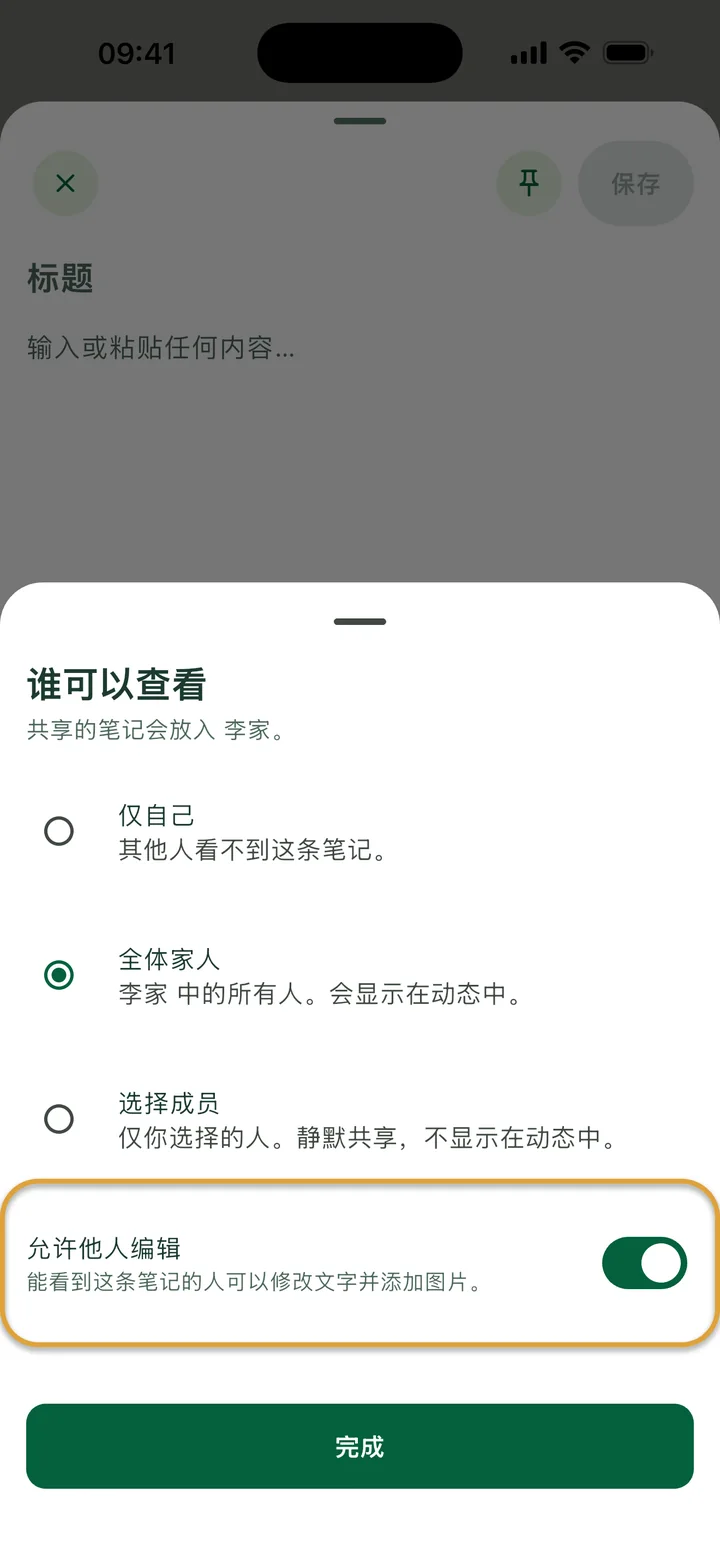 09:41
保存
标题
输入或粘贴任何内容...
谁可以查看
共享的笔记会放入 李家。
仅自己
其他人看不到这条笔记。
全体家人
李家 中的所有人。会显示在动态中。
选择成员
仅你选择的人。静默共享，不显示在动态中。
允许他人编辑
能看到这条笔记的人可以修改文字并添加图片。
完成